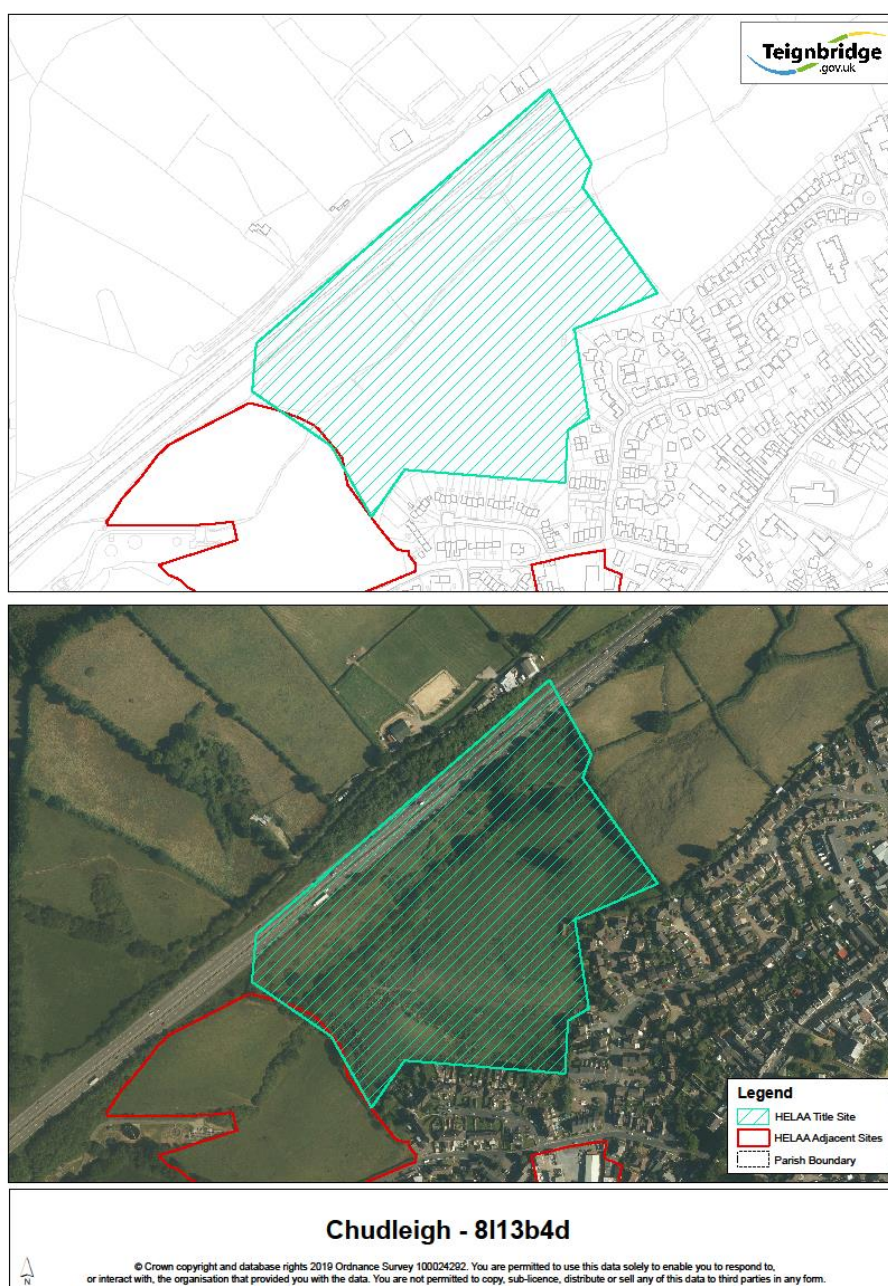 Teignbridge
.gov.uk
Legend
HELAA Title Site
HELAA Adjacent Sites
Parish Boundary
Chudleigh - 8l13b4d
N
© Crown copyright and database rights 2019 Ordnance Survey 100024292. You are permitted to use this data solely to enable you to respond to,
or interact with, the organisation that provided you with the data. You are not permitted to copy, sub-licence, distribute or sell any of this data to third parties in any form.